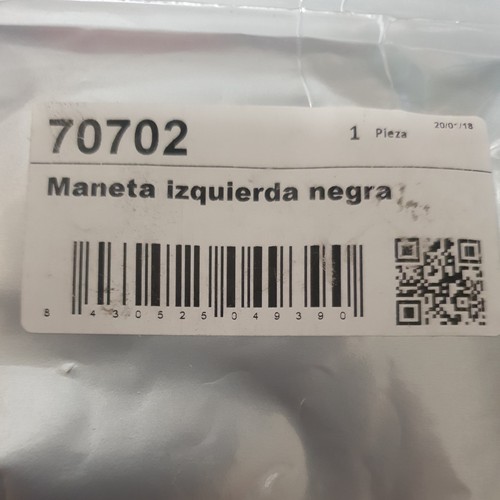 70702
1 Pieza
Maneta izquierda negra
8 430525 049390